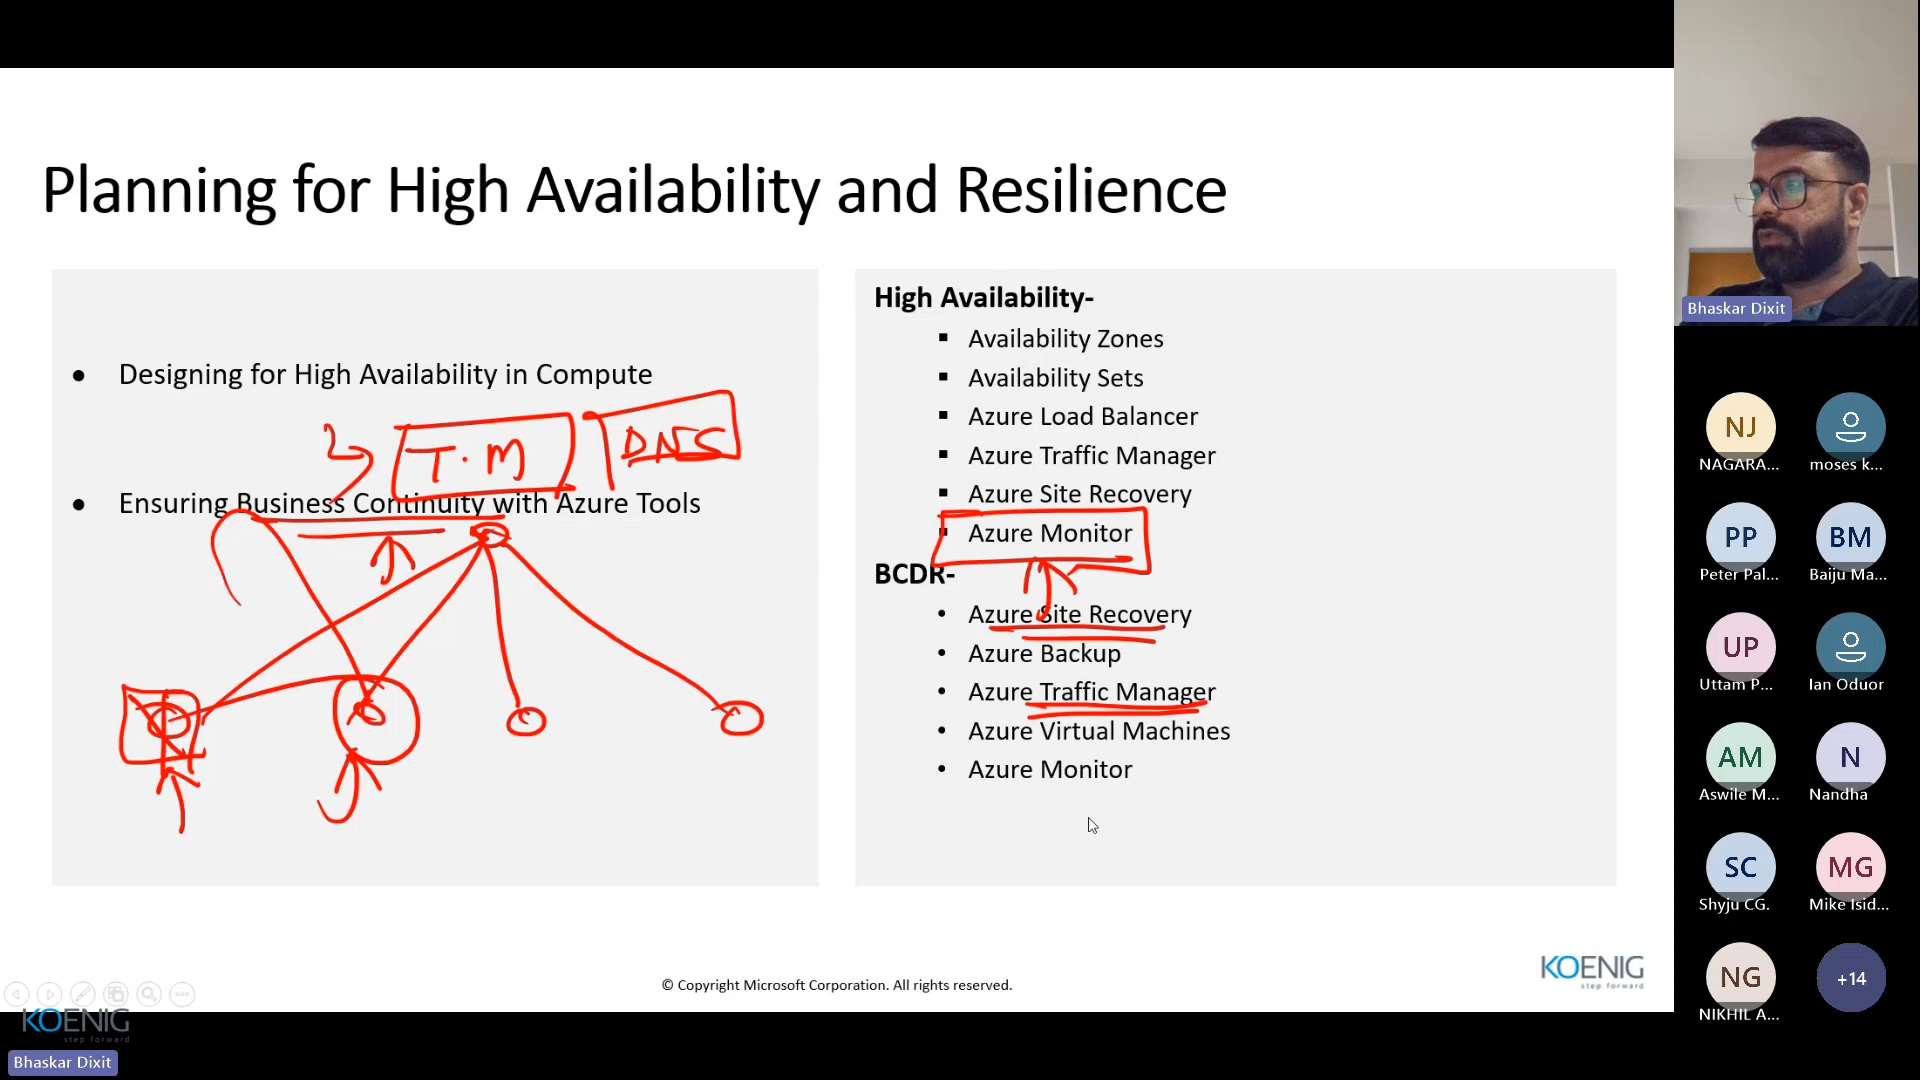 Planning for High Availability and Resilience
Designing for High Availability in Compute
T.M
DNS
Ensuring Business Continuity with Azure Tools
High Availability-
Availability Zones
Availability Sets
Azure Load Balancer
Azure Traffic Manager
Azure Site Recovery
Azure Monitor
BCDR-
Azure Site Recovery
Azure Backup
Azure Traffic Manager
Azure Virtual Machines
Azure Monitor
© Copyright Microsoft Corporation. All rights reserved.
KOENIG
step forward
KOENIG
step forward
Bhaskar Dixit
Bhaskar Dixit
NJ
NAGARA...
moses k...
PP
Peter Pal...
BM
Baiju Ma...
UP
Uttam P...
Ian Oduor
AM
Aswile M...
N
Nandha
SC
Shyju CG.
MG
Mike Isid...
NG
NIKHIL A...
+14